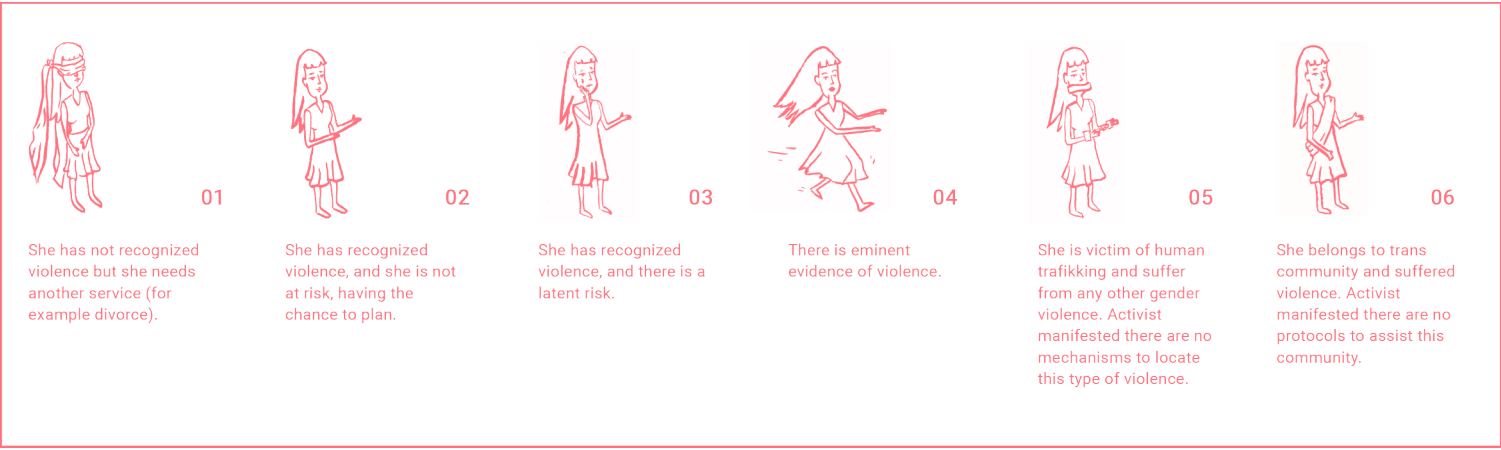 01
She has not recognized
violence but she needs
another service (for
example divorce).
02
She has recognized
violence, and she is not
at risk, having the
chance to plan.
03
She has recognized
violence, and there is a
latent risk.
04
There is eminent
evidence of violence.
05
She is victim of human
trafikking and suffer
from any other gender
violence. Activist
manifested there are no
mechanisms to locate
this type of violence.
06
She belongs to trans
community and suffered
violence. Activist
manifested there are no
protocols to assist this
community.